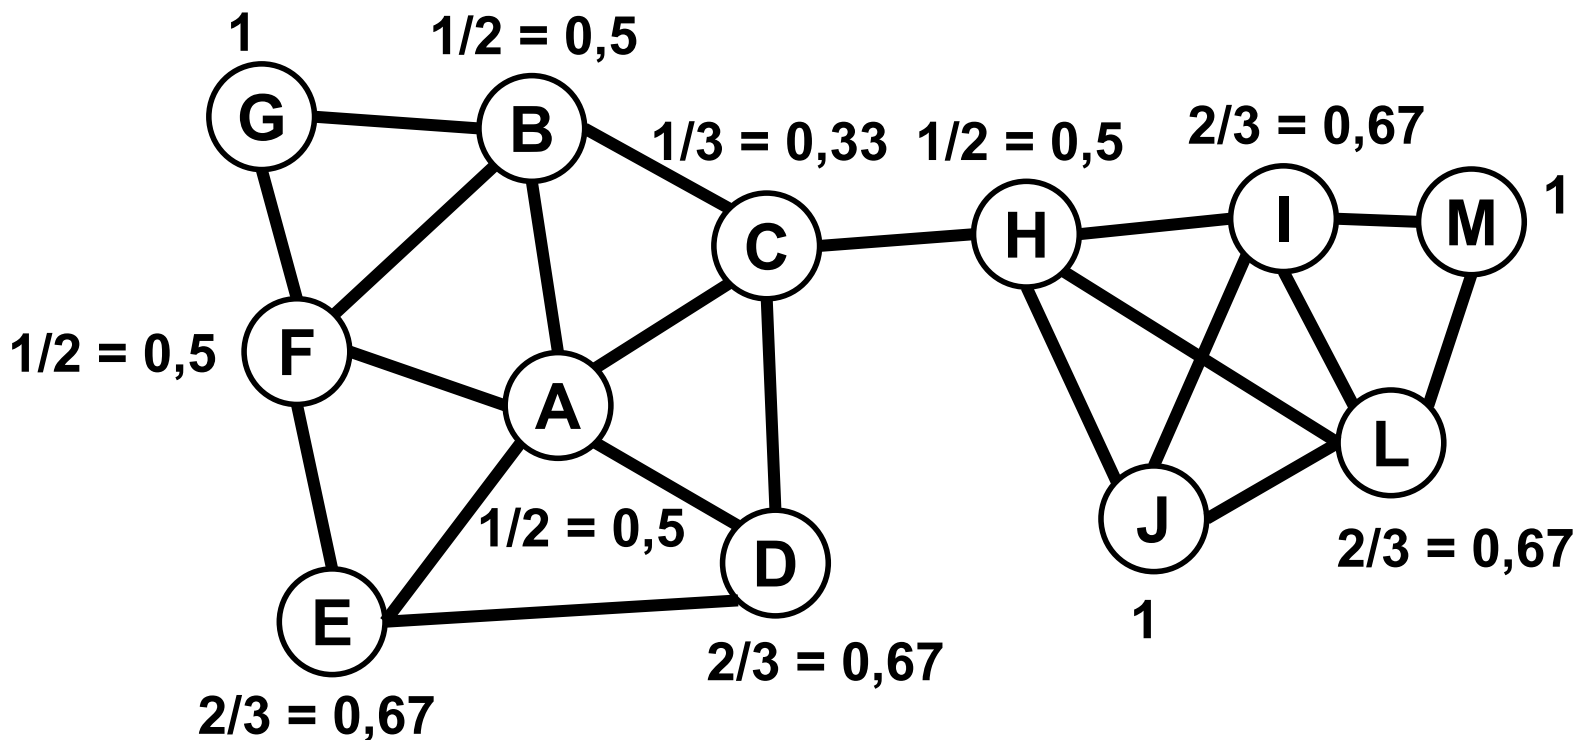 1
1/2 = 0,5
G
B
1/3 = 0,33
1/2 = 0,5
2/3 = 0,67
1
C
H
I
M
1/2 = 0,5
F
A
1/2 = 0,5
D
J
L
2/3 = 0,67
E
2/3 = 0,67
1
2/3 = 0,67